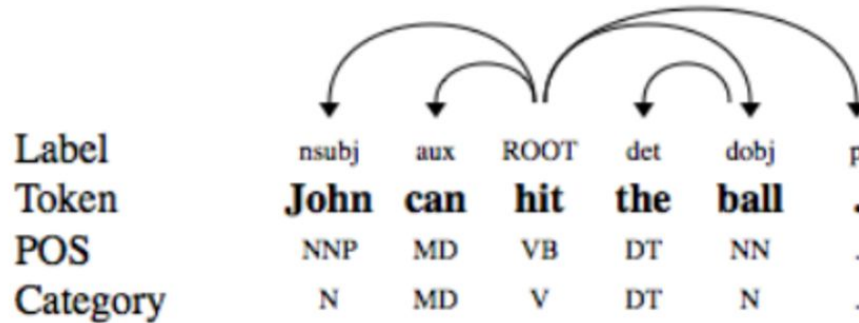 Label nsubj aux ROOT det dobj p
Token John can hit the ball .
POS NNP MD VB DT NN .
Category N MD V DT N .